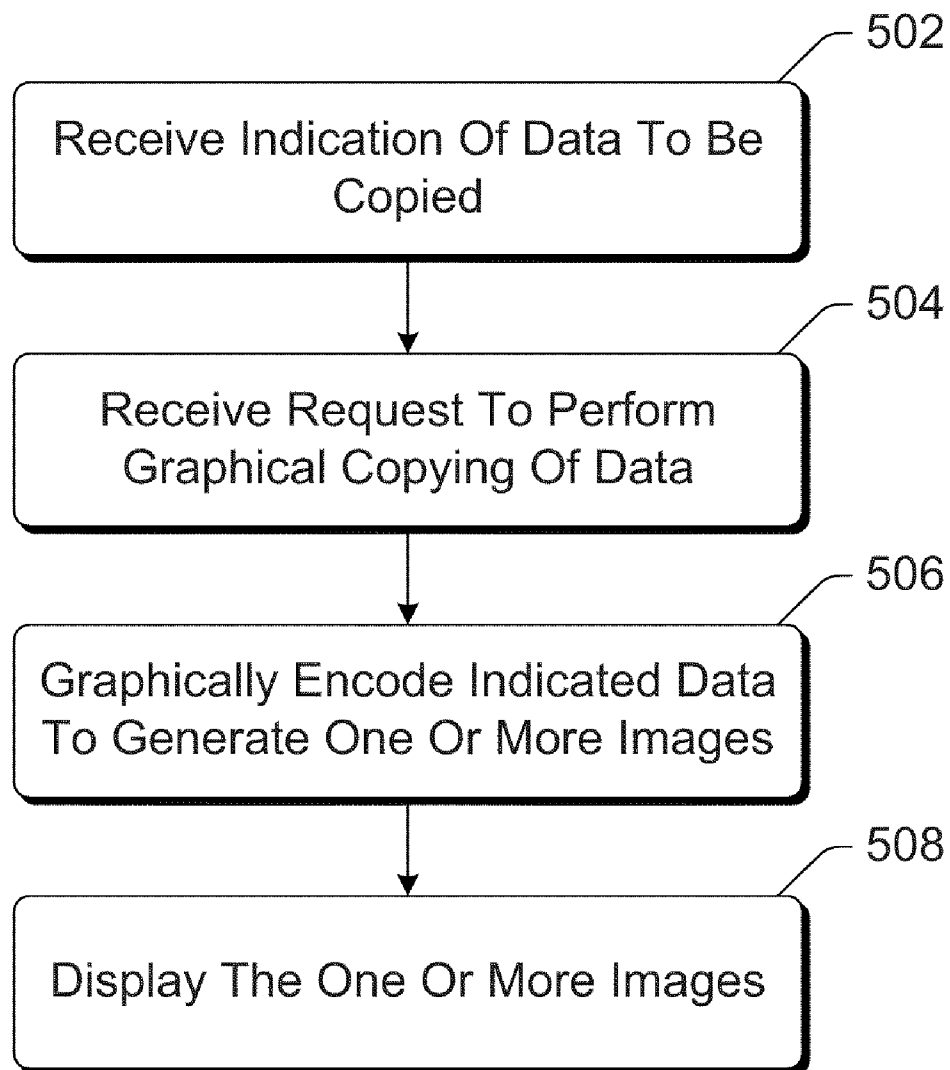 502
Receive Indication Of Data To Be
Copied
504
Receive Request To Perform
Graphical Copying Of Data
506
Graphically Encode Indicated Data
To Generate One Or More Images
508
Display The One Or More Images